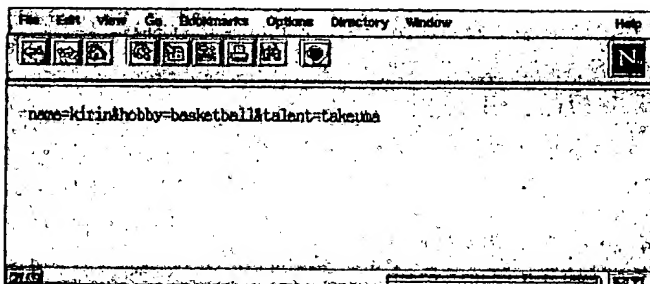 File Edit View Go Bookmarks Options Directory Window Help
N
name=kirin&hobby=basketball&talent=takeuma